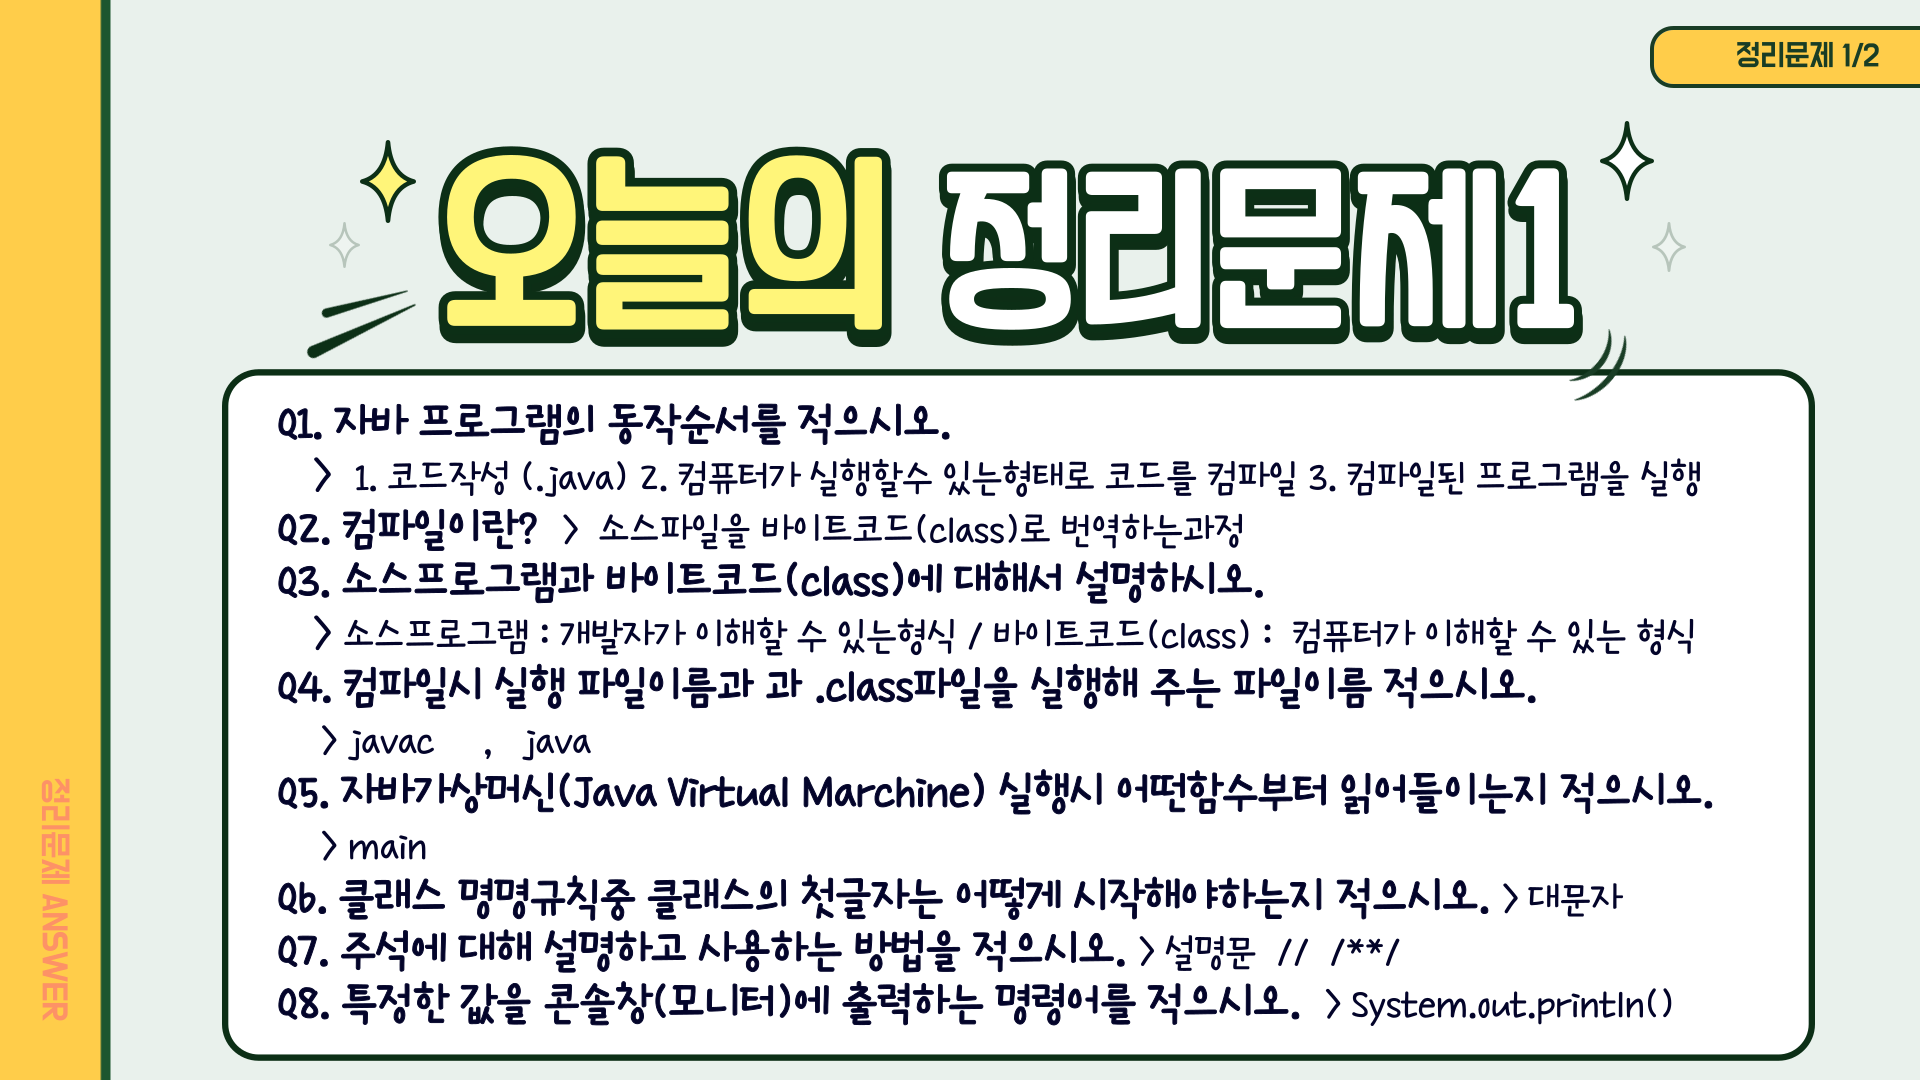 정리문제 1/2
오늘의 정리문제1
Q1. 자바 프로그램의 동작순서를 적으시오.
> 1. 코드작성 (.java) 2. 컴퓨터가 실행할수 있는형태로 코드를 컴파일 3. 컴파일된 프로그램을 실행
Q2. 컴파일이란? > 소스파일을 바이트코드(class)로 번역하는과정
Q3. 소스프로그램과 바이트코드(class)에 대해서 설명하시오.
> 소스프로그램 : 개발자가 이해할 수 있는형식 / 바이트코드(class) : 컴퓨터가 이해할 수 있는 형식
Q4. 컴파일시 실행 파일이름과 과 .class파일을 실행해 주는 파일이름 적으시오.
> javac , java
Q5. 자바가상머신(Java Virtual Marchine) 실행시 어떤함수부터 읽어들이는지 적으시오.
> main
Q6. 클래스 명명규칙중 클래스의 첫글자는 어떻게 시작해야하는지 적으시오. > 대문자
Q7. 주석에 대해 설명하고 사용하는 방법을 적으시오. > 설명문 // /**/
Q8. 특정한 값을 콘솔창(모니터)에 출력하는 명령어를 적으시오. > System.out.println()
정리문제 ANSWER